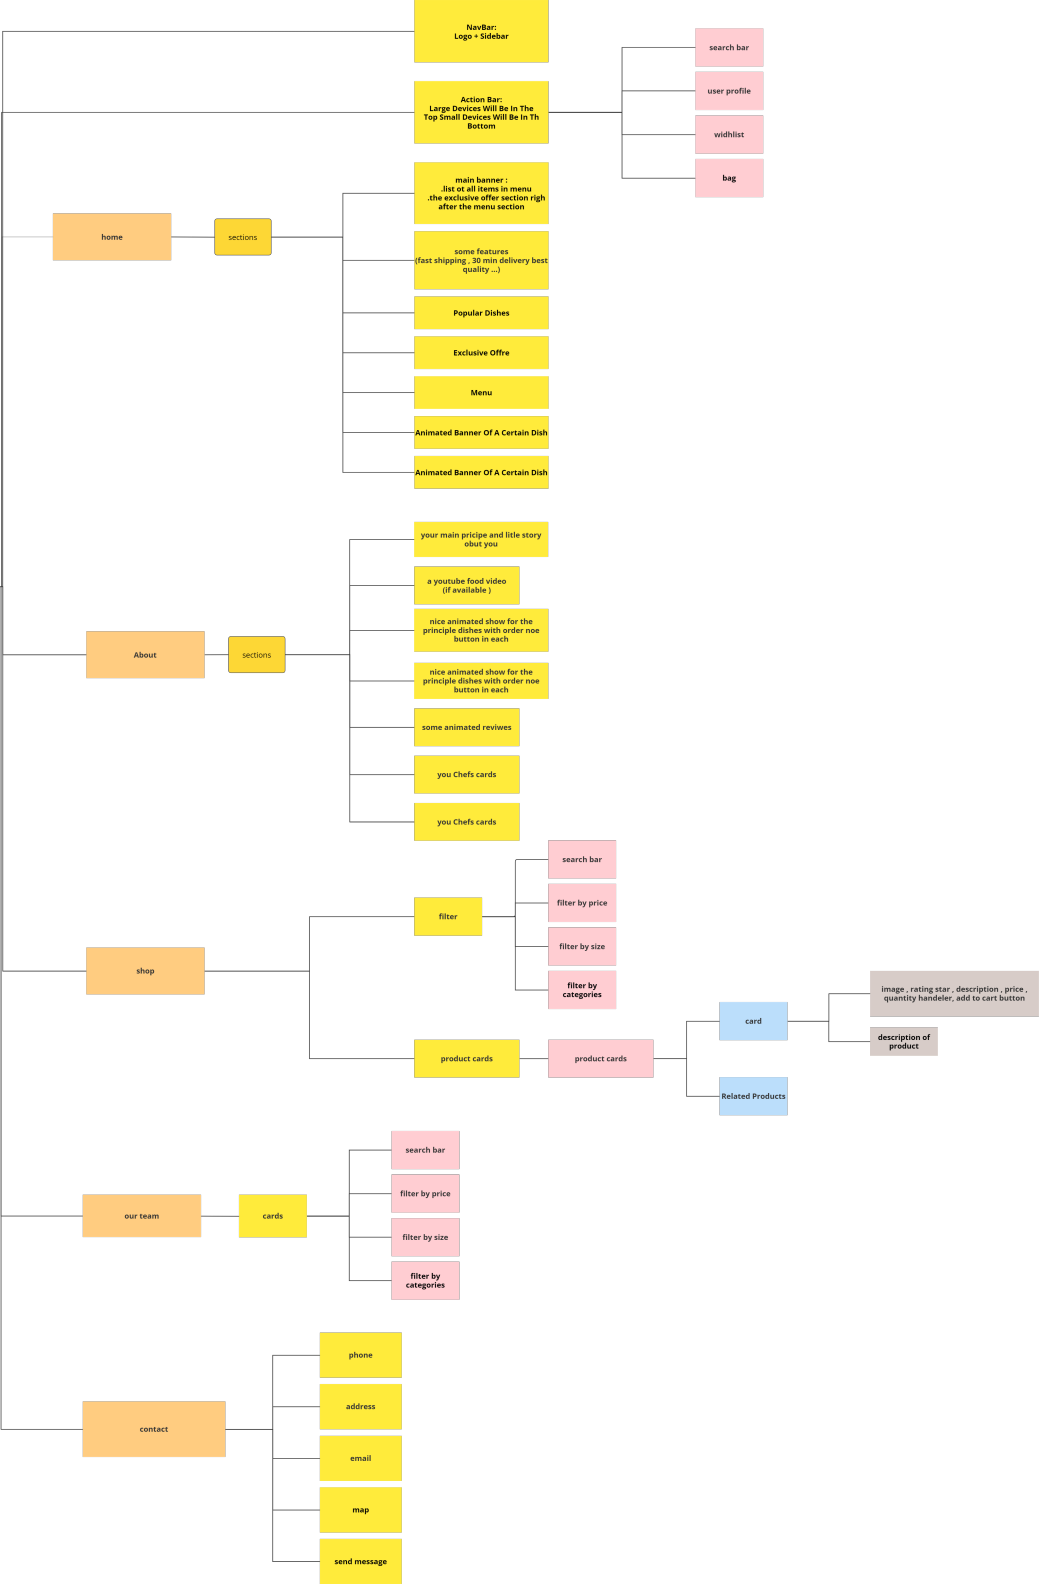 NavBar:
Logo + Sidebar
Action Bar:
Large Devices Will Be In The
Top Small Devices Will Be In Th
Bottom
search bar
user profile
widhlist
bag
home
sections
main banner :
.list ot all items in menu
.the exclusive offer section righ
after the menu section
some features
(fast shipping , 30 min delivery best
quality ...)
Popular Dishes
Exclusive Offre
Menu
Animated Banner Of A Certain Dish
Animated Banner Of A Certain Dish
About
sections
your main pricipe and litle story
obut you
a youtube food video
(if available )
nice animated show for the
principle dishes with order noe
button in each
nice animated show for the
principle dishes with order noe
button in each
some animated reviwes
you Chefs cards
you Chefs cards
shop
filter
search bar
filter by price
filter by size
filter by
categories
product cards
product cards
card
image , rating star , description , price ,
quantity handeler, add to cart button
description of
product
Related Products
our team
cards
search bar
filter by price
filter by size
filter by
categories
contact
phone
address
email
map
send message